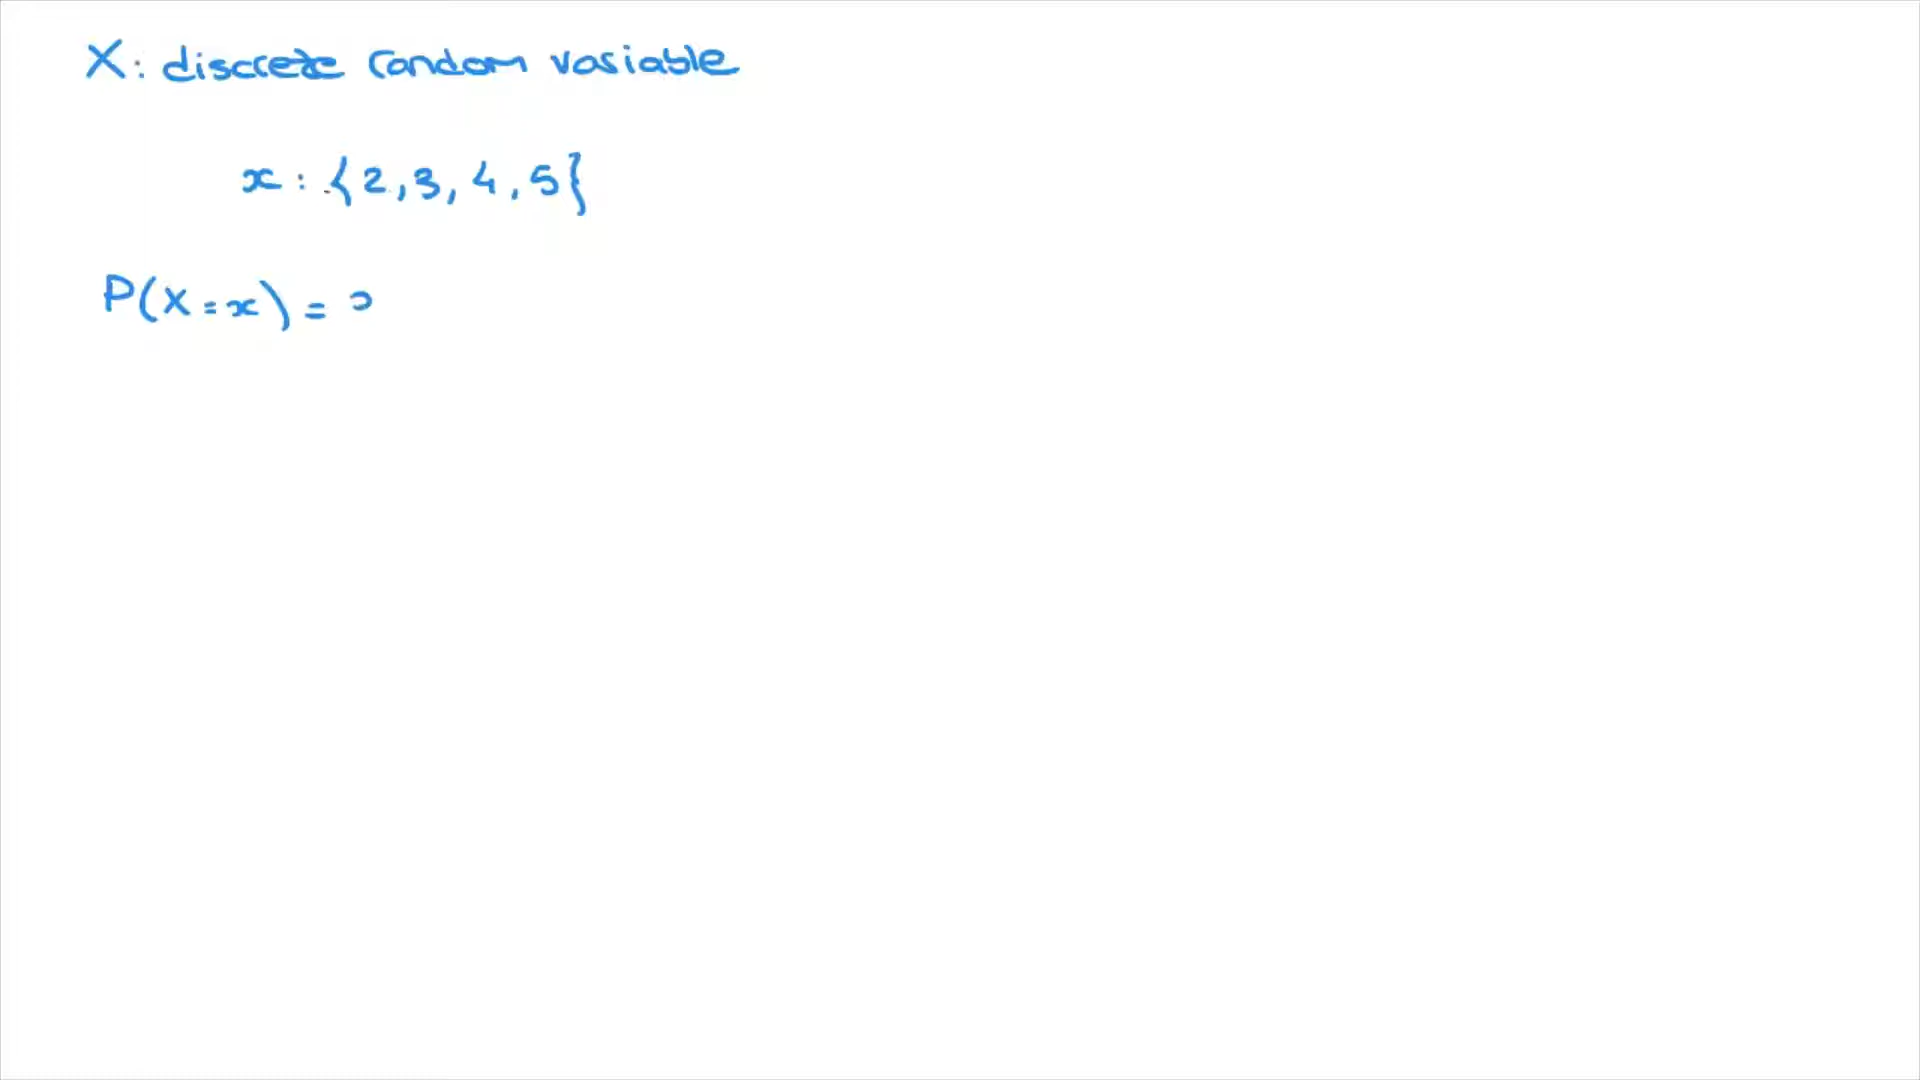 X: discrete random variable
x: {2, 3, 4, 5}
P(X = x) =